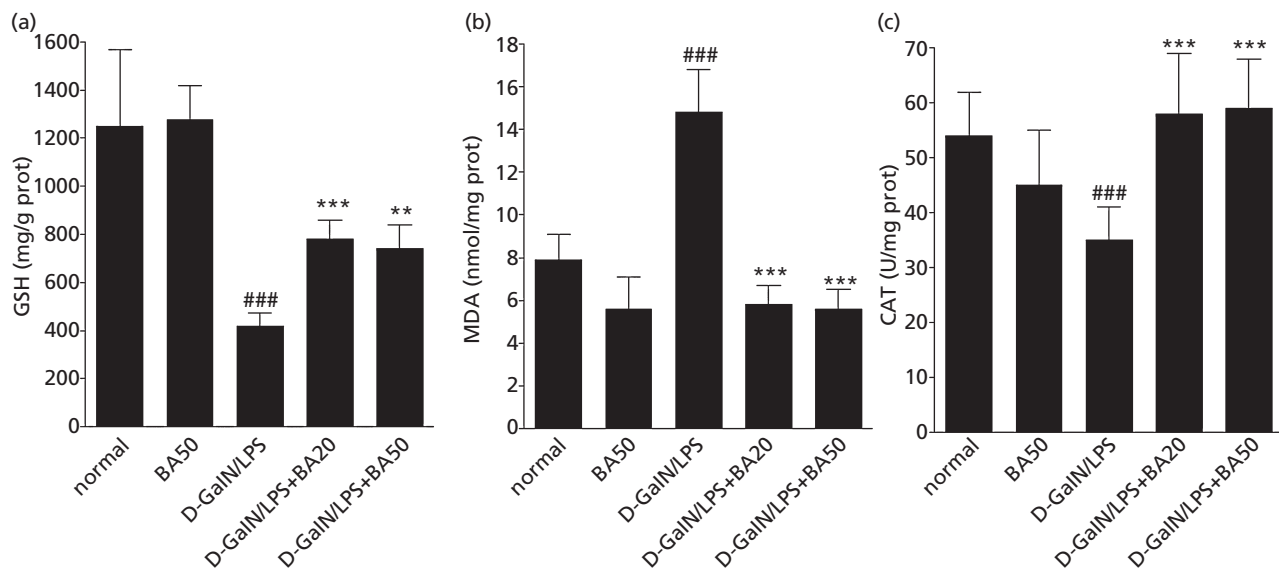 (a)
1600
1400
1200
1000
800
600
400
200
0
GSH (mg/g prot)
###
***
**
normal
BA50
D-GalN/LPS
D-GalN/LPS+BA20
D-GalN/LPS+BA50
(b)
18
16
14
12
10
8
6
4
2
0
MDA (nmol/mg prot)
###
***
***
normal
BA50
D-GalN/LPS
D-GalN/LPS+BA20
D-GalN/LPS+BA50
(c)
70
60
50
40
30
20
10
0
CAT (U/mg prot)
###
***
***
normal
BA50
D-GalN/LPS
D-GalN/LPS+BA20
D-GalN/LPS+BA50